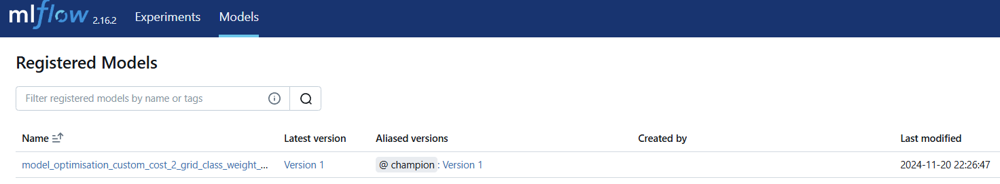 mlflow 2.16.2 Experiments Models
Registered Models
Filter registered models by name or tags
Name Latest version Aliased versions Created by Last modified
model_optimisation_custom_cost_2_grid_class_weight_... Version 1 @ champion : Version 1 2024-11-20 22:26:47